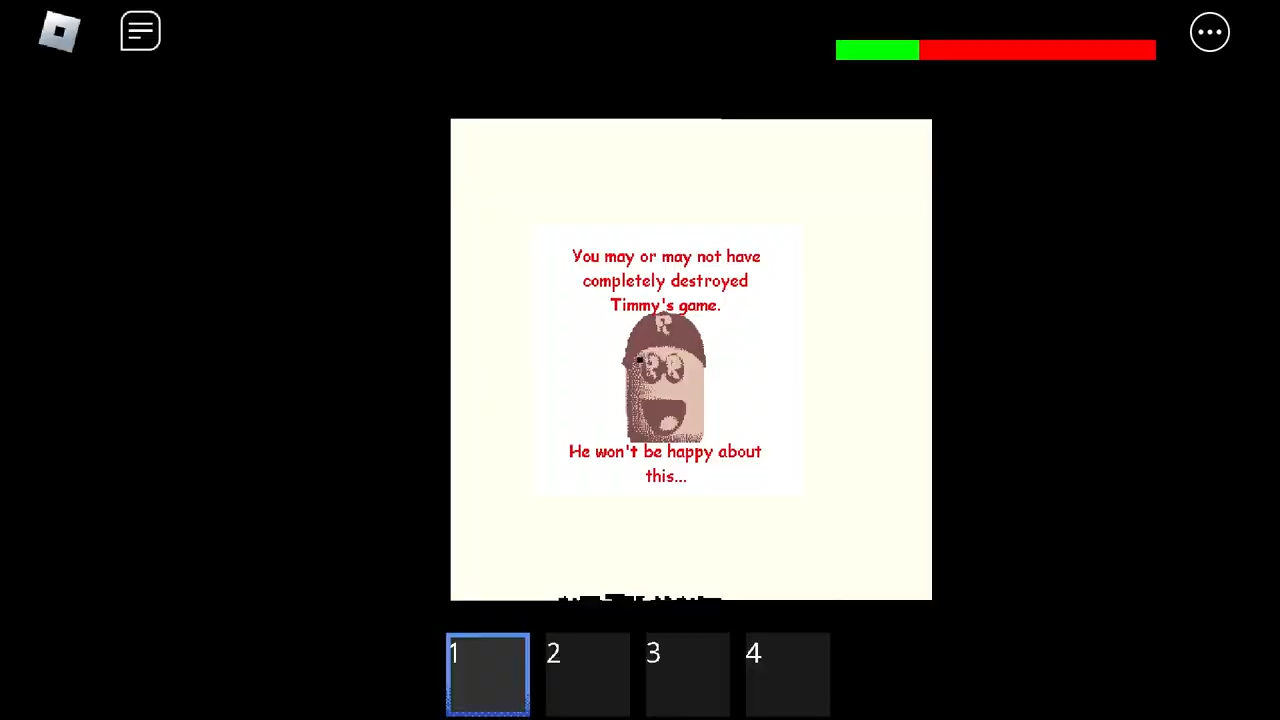 You may or may not have
completely destroyed
Timmy's game.
R
R R
He won't be happy about
this...
1 2 3 4